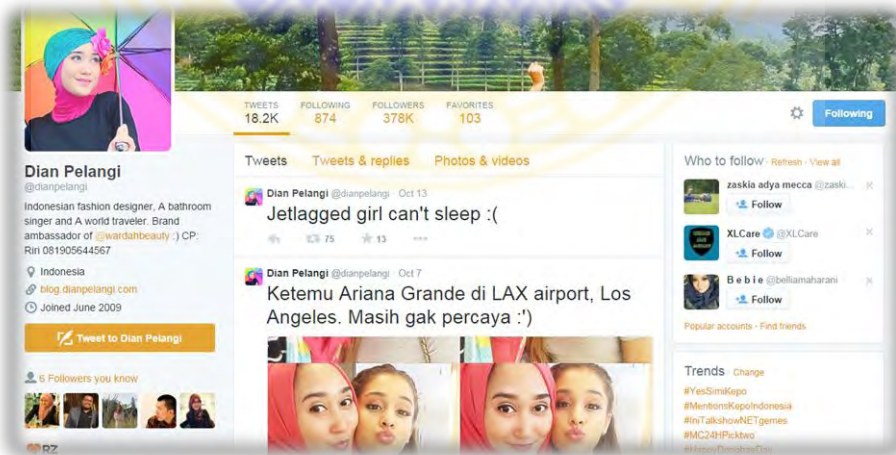 TWEETS
18.2K
FOLLOWING
874
FOLLOWERS
378K
FAVORITES
103
Following
Dian Pelangi
@dianpelangi
Indonesian fashion designer, A bathroom
singer and A world traveler. Brand
ambassador of @wardahbeauty :) CP:
Riri 081905644567
Indonesia
blog.dianpelangi.com
Joined June 2009
Tweet to Dian Pelangi
6 Followers you know
RZ
Tweets Tweets & replies Photos & videos
Dian Pelangi @dianpelangi · Oct 13
Jetlagged girl can't sleep :(
75 13
Dian Pelangi @dianpelangi · Oct 7
Ketemu Ariana Grande di LAX airport, Los
Angeles. Masih gak percaya :')
Who to follow · Refresh · View all
zaskia adya mecca @zaski...
Follow
XLCare @XLCare
Follow
B e b i e @belliamaharani
Follow
Popular accounts · Find friends
Trends · Change
#YesSimiKepo
#MentionsKepoIndonesia
#IniTalkshowNETgemes
#MC24HPicktwo